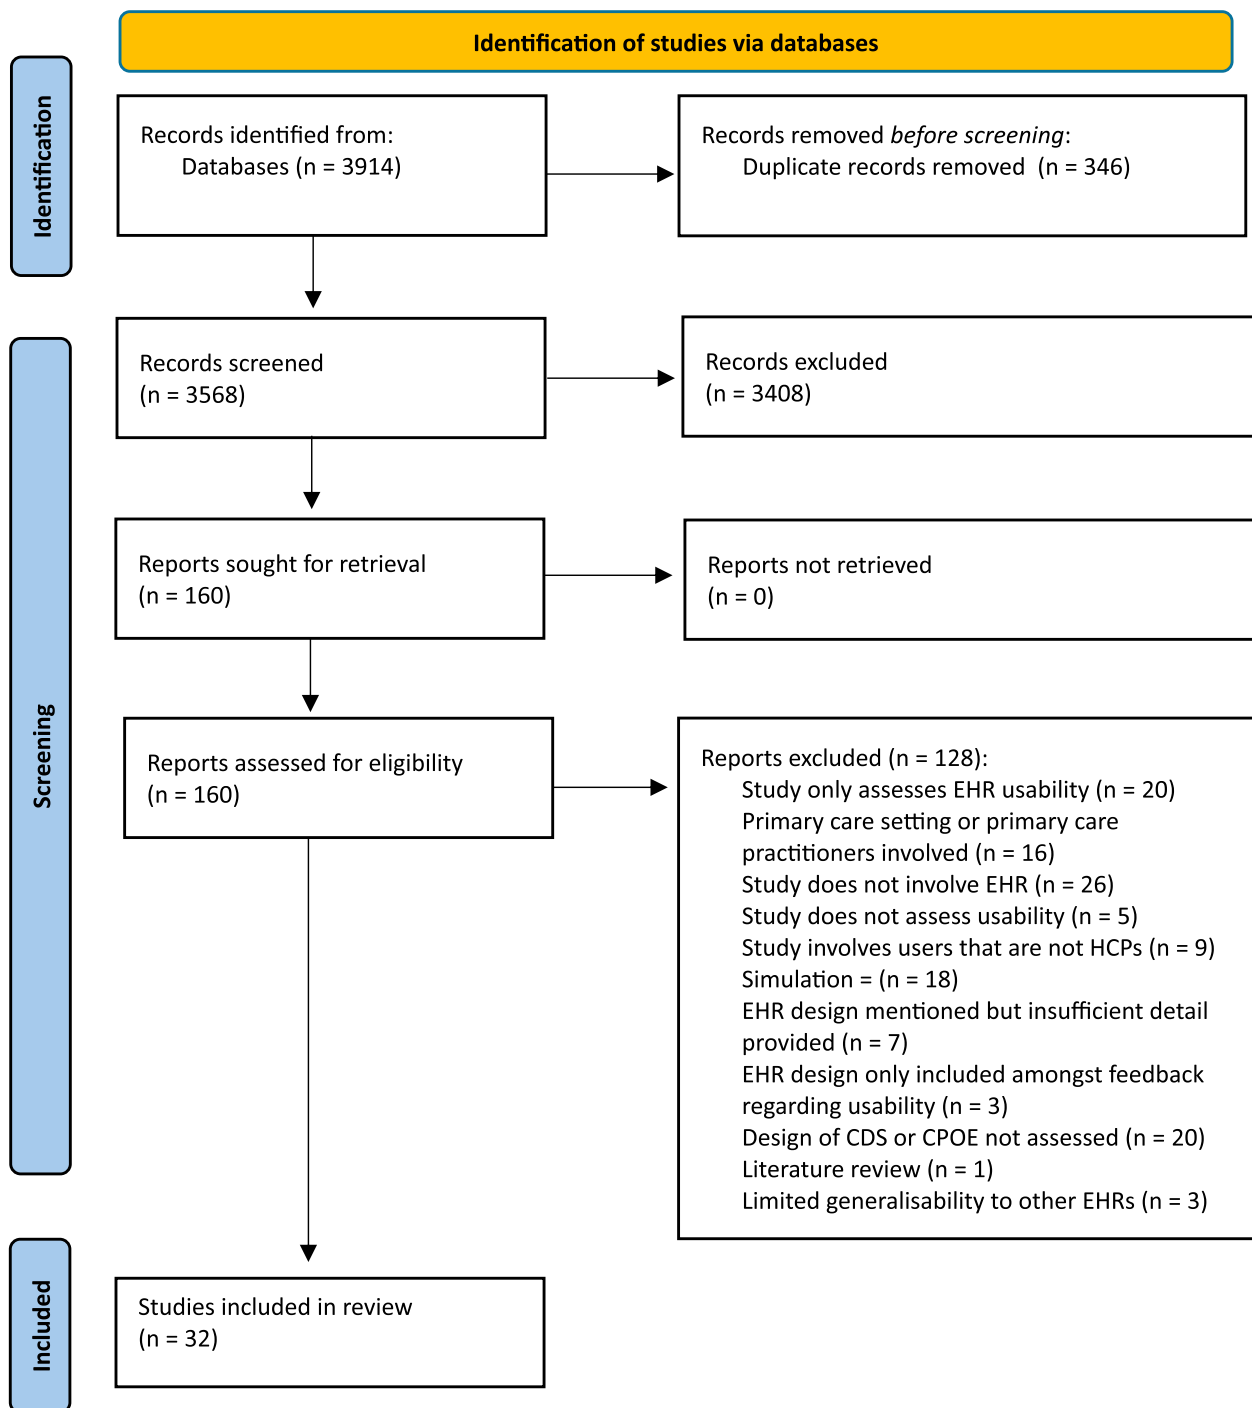 Identification of studies via databases
Identification
Records identified from:
Databases (n = 3914)
Records removed before screening:
Duplicate records removed  (n = 346)
Screening
Records screened
(n = 3568)
Records excluded
(n = 3408)
Reports sought for retrieval
(n = 160)
Reports not retrieved
(n = 0)
Reports assessed for eligibility
(n = 160)
Reports excluded (n = 128):
Study only assesses EHR usability (n = 20)
Primary care setting or primary care
practitioners involved (n = 16)
Study does not involve EHR (n = 26)
Study does not assess usability (n = 5)
Study involves users that are not HCPs (n = 9)
Simulation = (n = 18)
EHR design mentioned but insufficient detail
provided (n = 7)
EHR design only included amongst feedback
regarding usability (n = 3)
Design of CDS or CPOE not assessed (n = 20)
Literature review (n = 1)
Limited generalisability to other EHRs (n = 3)
Included
Studies included in review
(n = 32)